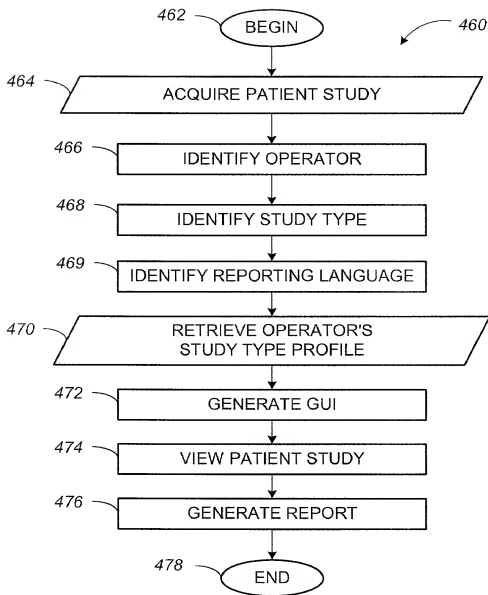 462
BEGIN
460
464
ACQUIRE PATIENT STUDY
466
IDENTIFY OPERATOR
468
IDENTIFY STUDY TYPE
469
IDENTIFY REPORTING LANGUAGE
470
RETRIEVE OPERATOR'S
STUDY TYPE PROFILE
472
GENERATE GUI
474
VIEW PATIENT STUDY
476
GENERATE REPORT
478
END